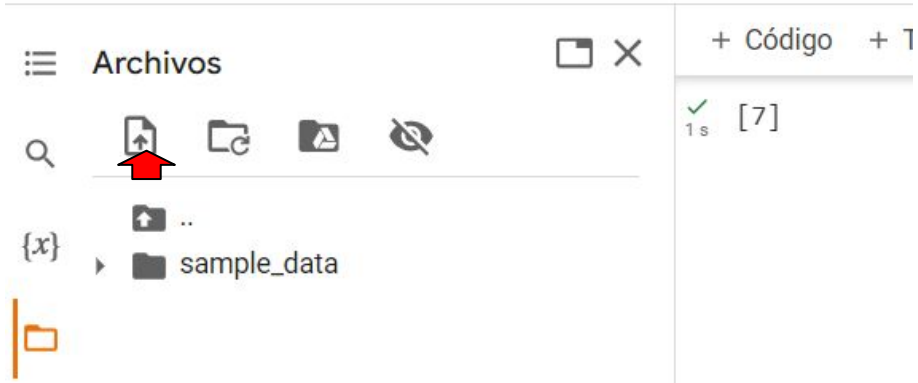 Archivos
..
sample_data
{x}
+ Código + T
1 s [7]